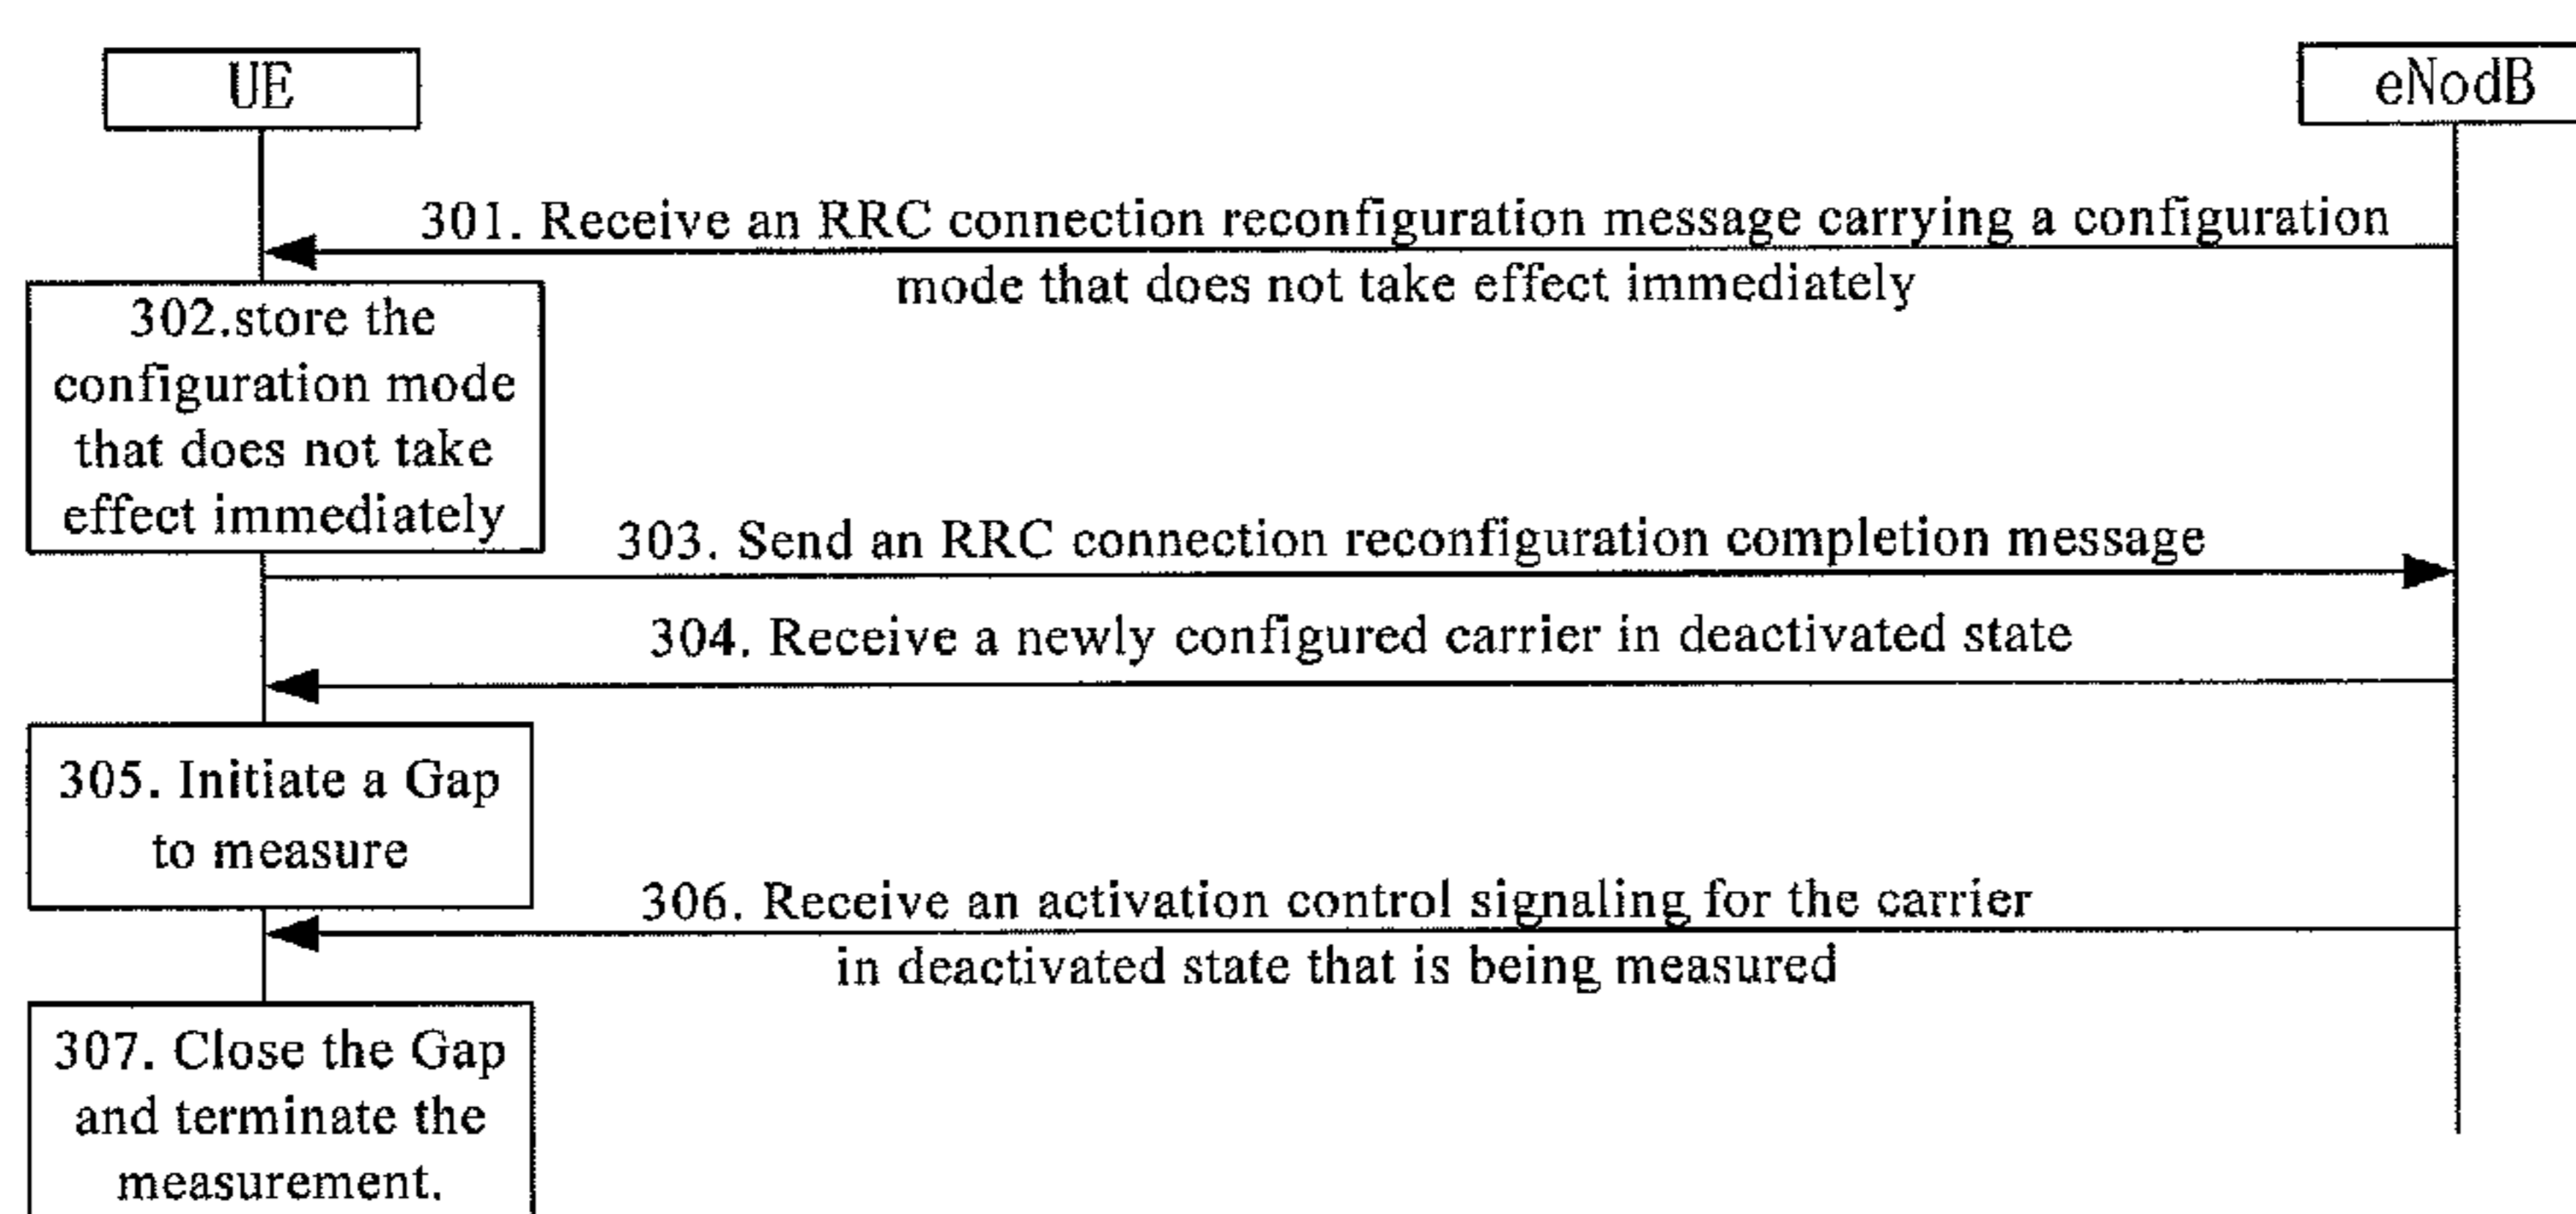 UE
eNodB
301. Receive an RRC connection reconfiguration message carrying a configuration
mode that does not take effect immediately
302.store the
configuration mode
that does not take
effect immediately
303. Send an RRC connection reconfiguration completion message
304. Receive a newly configured carrier in deactivated state
305. Initiate a Gap
to measure
306. Receive an activation control signaling for the carrier
in deactivated state that is being measured
307. Close the Gap
and terminate the
measurement.